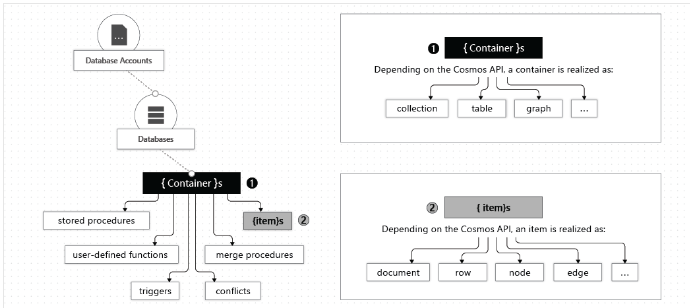 ...
Database Accounts
Databases
{ Container }s ❶
stored procedures
{item}s ②
user-defined functions
merge procedures
triggers
conflicts
❶ { Container }s
Depending on the Cosmos API, a container is realized as:
collection
table
graph
...
② { item}s
Depending on the Cosmos API, an item is realized as:
document
row
node
edge
...